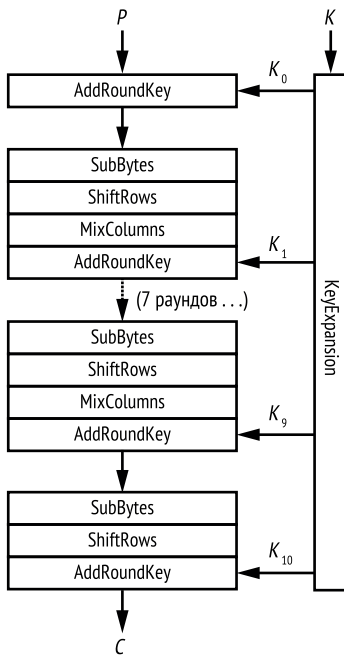 P
K
AddRoundKey
K0
SubBytes
ShiftRows
MixColumns
AddRoundKey
K1
(7 раундов ...)
KeyExpansion
SubBytes
ShiftRows
MixColumns
AddRoundKey
K9
SubBytes
ShiftRows
AddRoundKey
K10
C